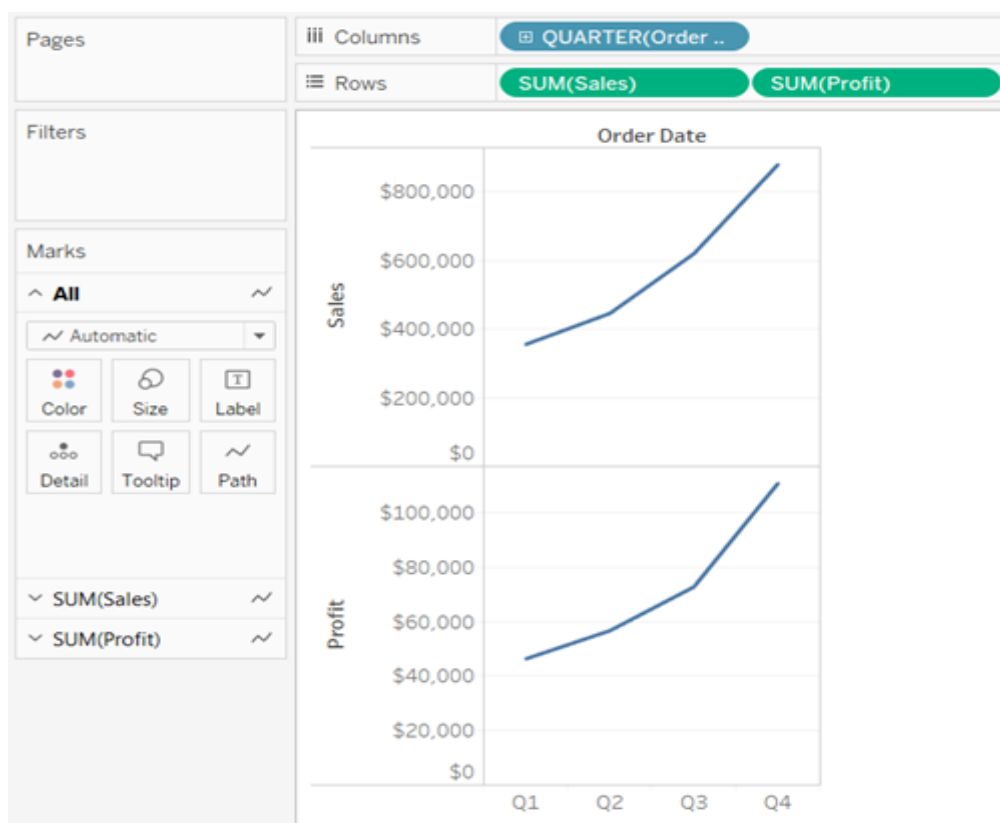 Pages
Columns
QUARTER(Order ..
Rows
SUM(Sales)
SUM(Profit)
Filters
Marks
All
Automatic
Color
Size
Label
Detail
Tooltip
Path
SUM(Sales)
SUM(Profit)
Order Date
Sales
$800,000
$600,000
$400,000
$200,000
$0
Profit
$100,000
$80,000
$60,000
$40,000
$20,000
$0
Q1 Q2 Q3 Q4